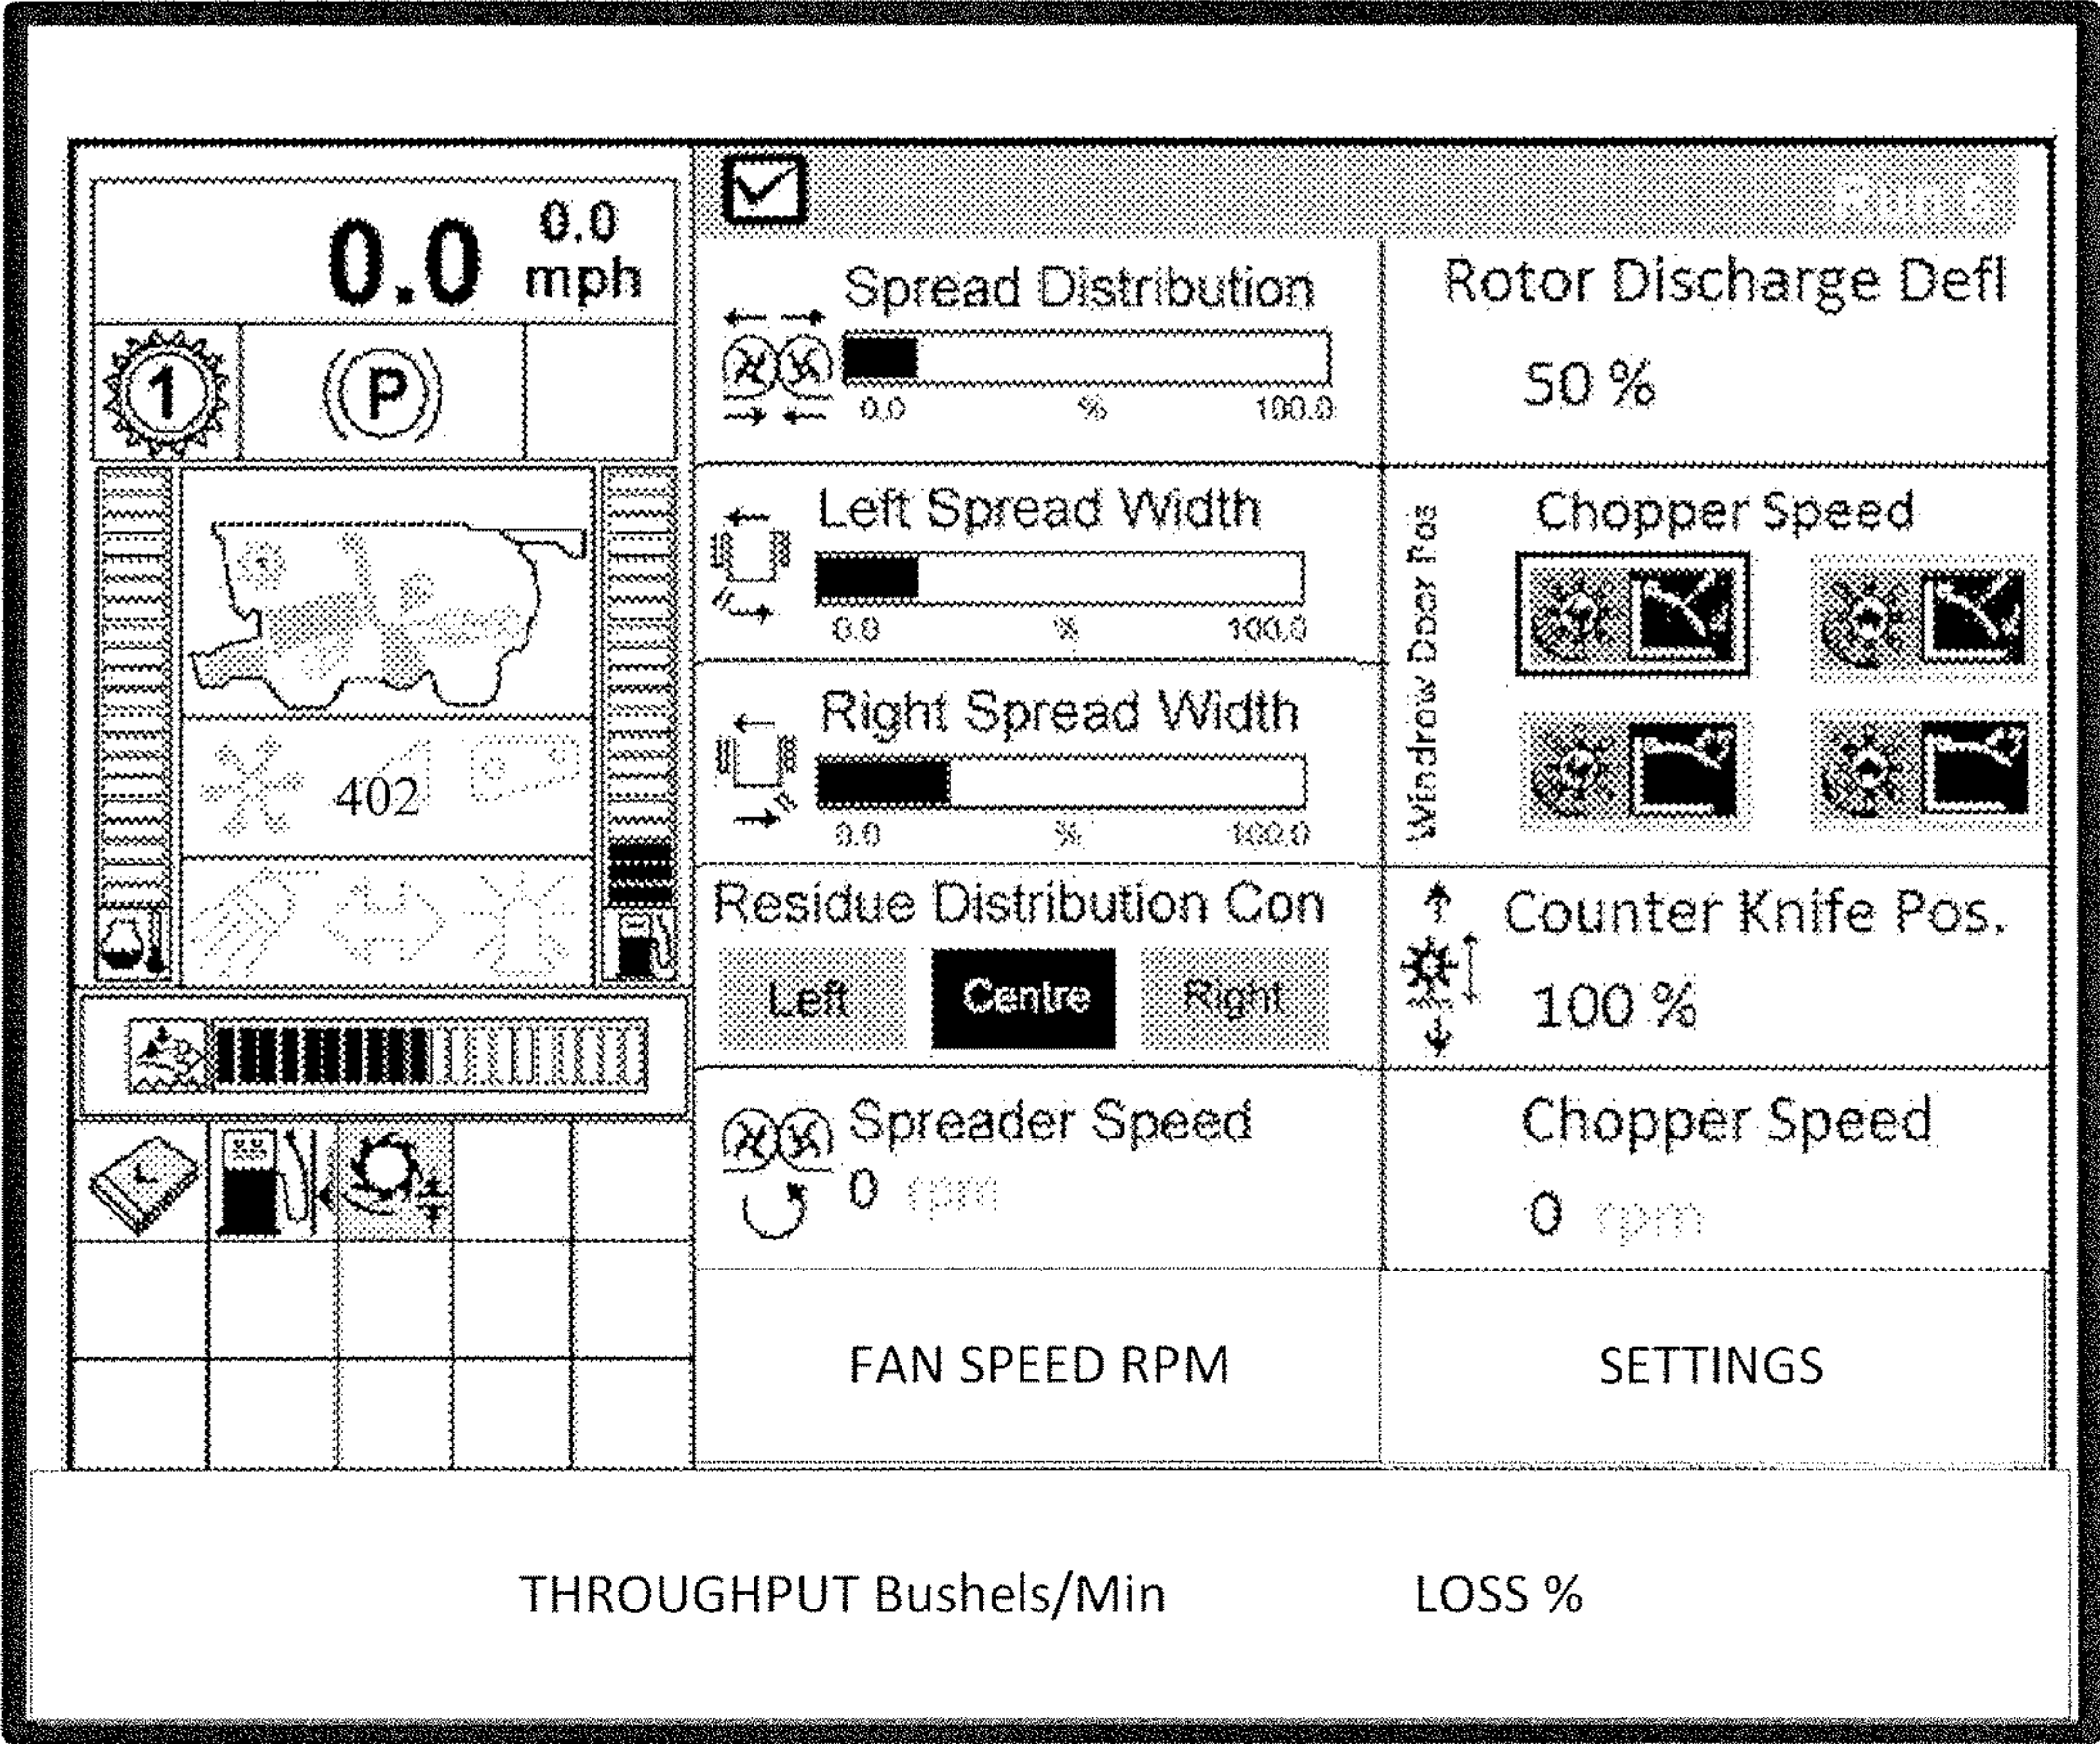 0.0
0.0
mph
1
P
402
L
Run 6
Spread Distribution
0.0 % 100.0
Left Spread Width
0.0 % 100.0
Right Spread Width
0.0 % 100.0
Residue Distribution Con
Left Centre Right
Spreader Speed
0 rpm
Rotor Discharge Defl
50 %
Windrow Door Pos
Chopper Speed
Counter Knife Pos.
100 %
Chopper Speed
0 rpm
FAN SPEED RPM
SETTINGS
THROUGHPUT Bushels/Min
LOSS %